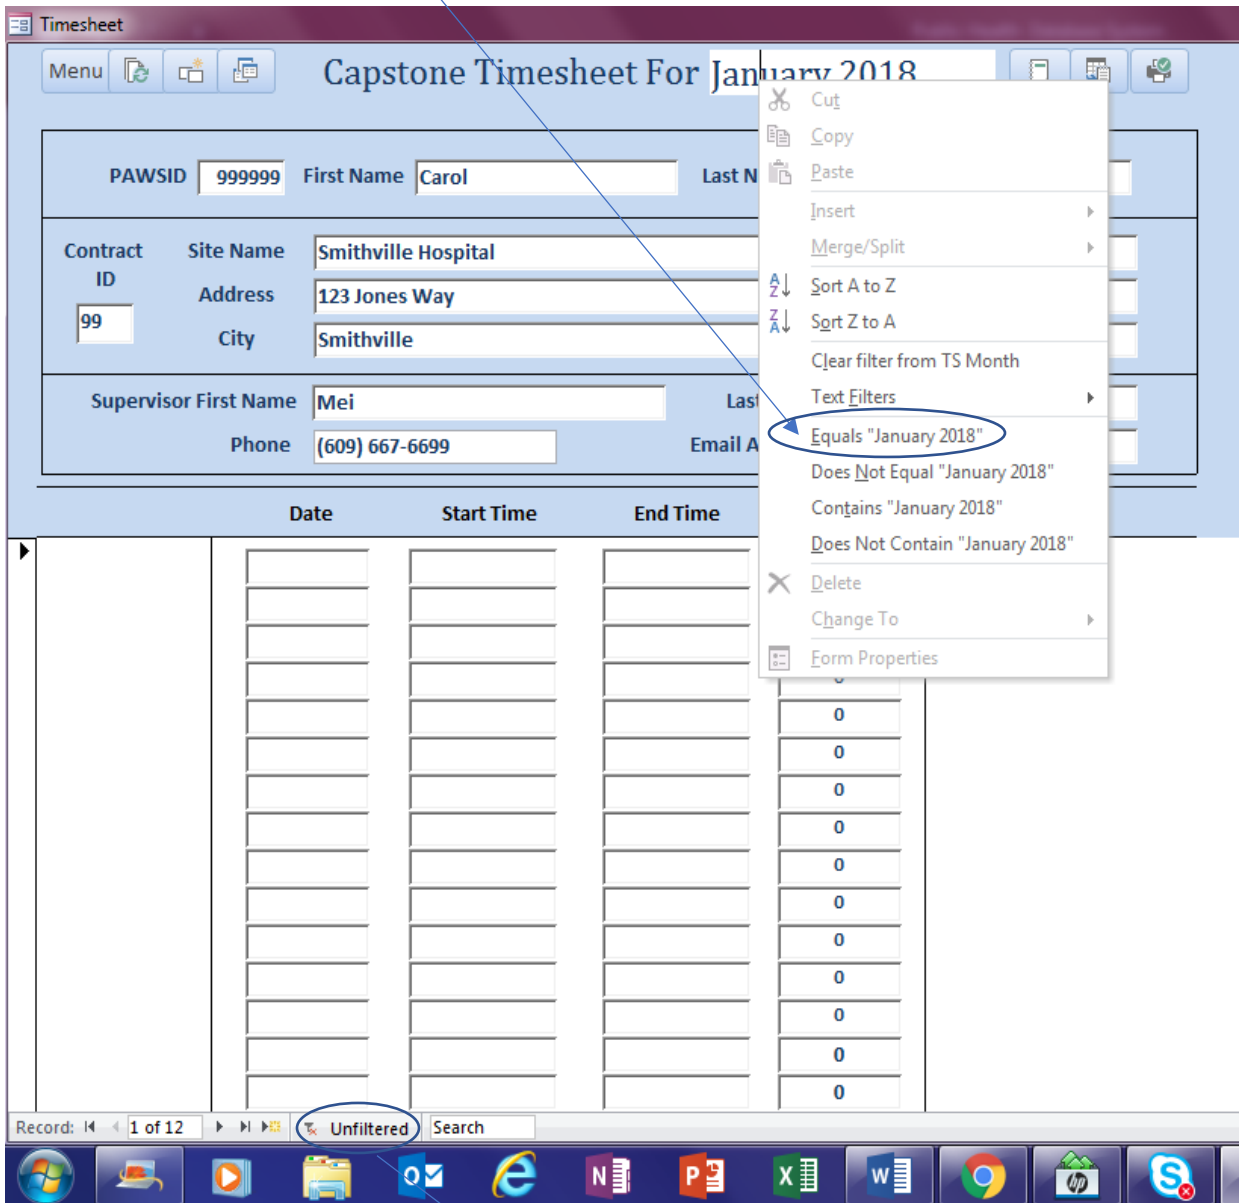 Timesheet
Menu Capstone Timesheet For January 2018
PAWSID 999999 First Name Carol Last N
Contract ID 99
Site Name Smithville Hospital
Address 123 Jones Way
City Smithville
Supervisor First Name Mei Last
Phone (609) 667-6699 Email A
Cut
Copy
Paste
Insert
Merge/Split
Sort A to Z
Sort Z to A
Clear filter from TS Month
Text Filters
Equals "January 2018"
Does Not Equal "January 2018"
Contains "January 2018"
Does Not Contain "January 2018"
Delete
Change To
Form Properties
Date Start Time End Time
0
0
0
0
0
0
0
0
0
0
0
Record: 1 of 12 Unfiltered Search